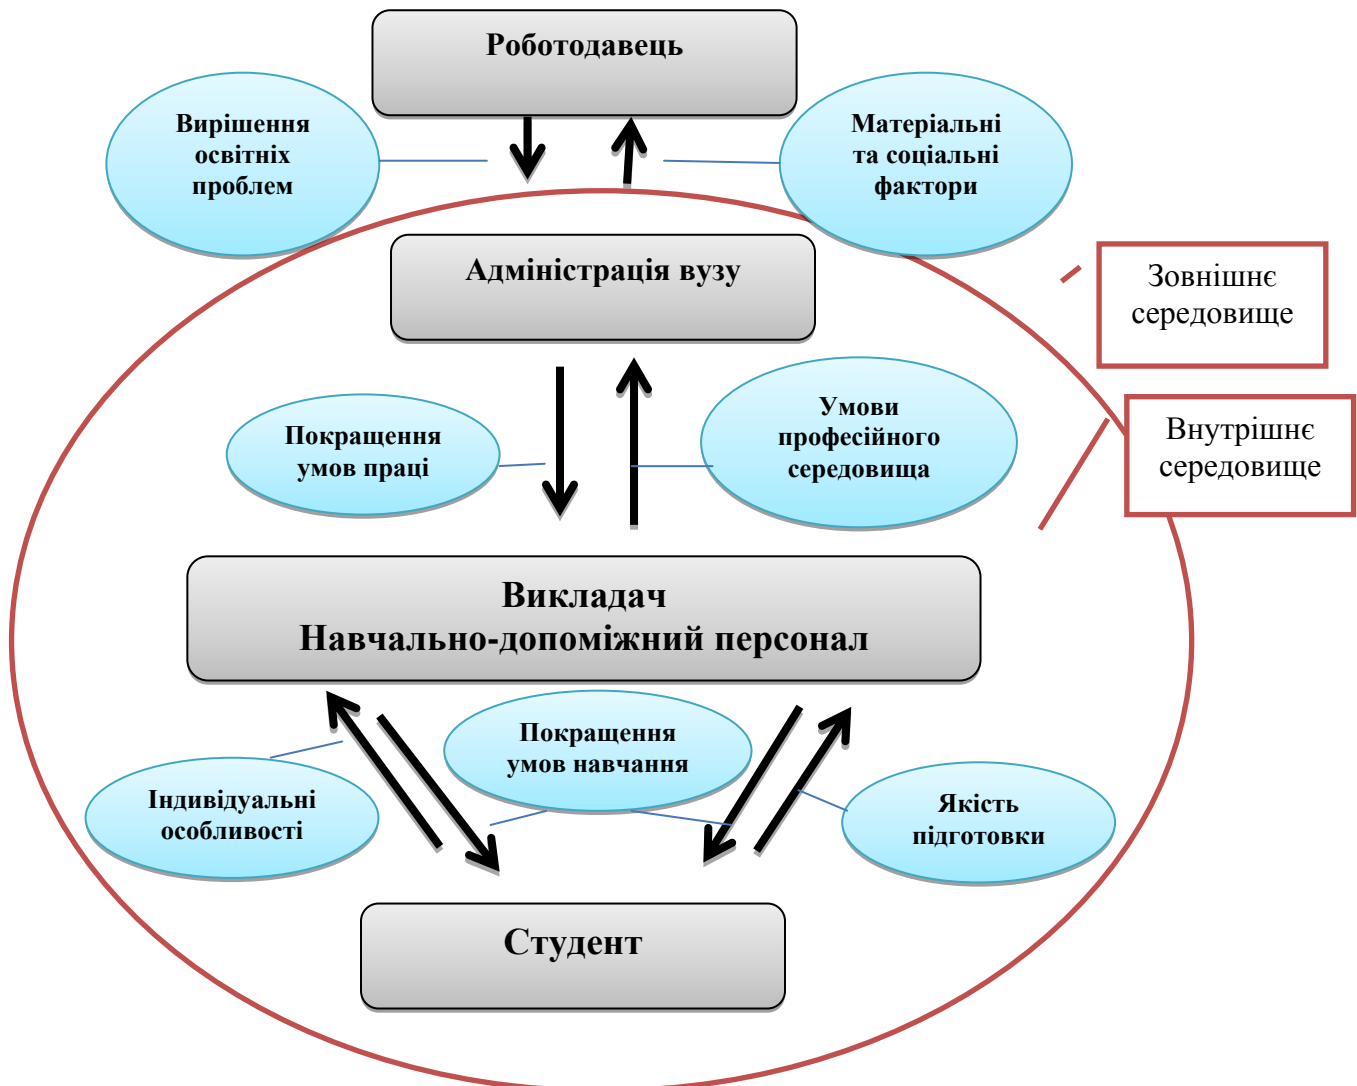 Роботодавець
Вирішення
освітніх
проблем
Матеріальні
та соціальні
фактори
Адміністрація вузу
Зовнішнє
середовище
Покращення
умов праці
Умови
професійного
середовища
Внутрішнє
середовище
Викладач
Навчально-допоміжний персонал
Покращення
умов навчання
Індивідуальні
особливості
Якість
підготовки
Студент